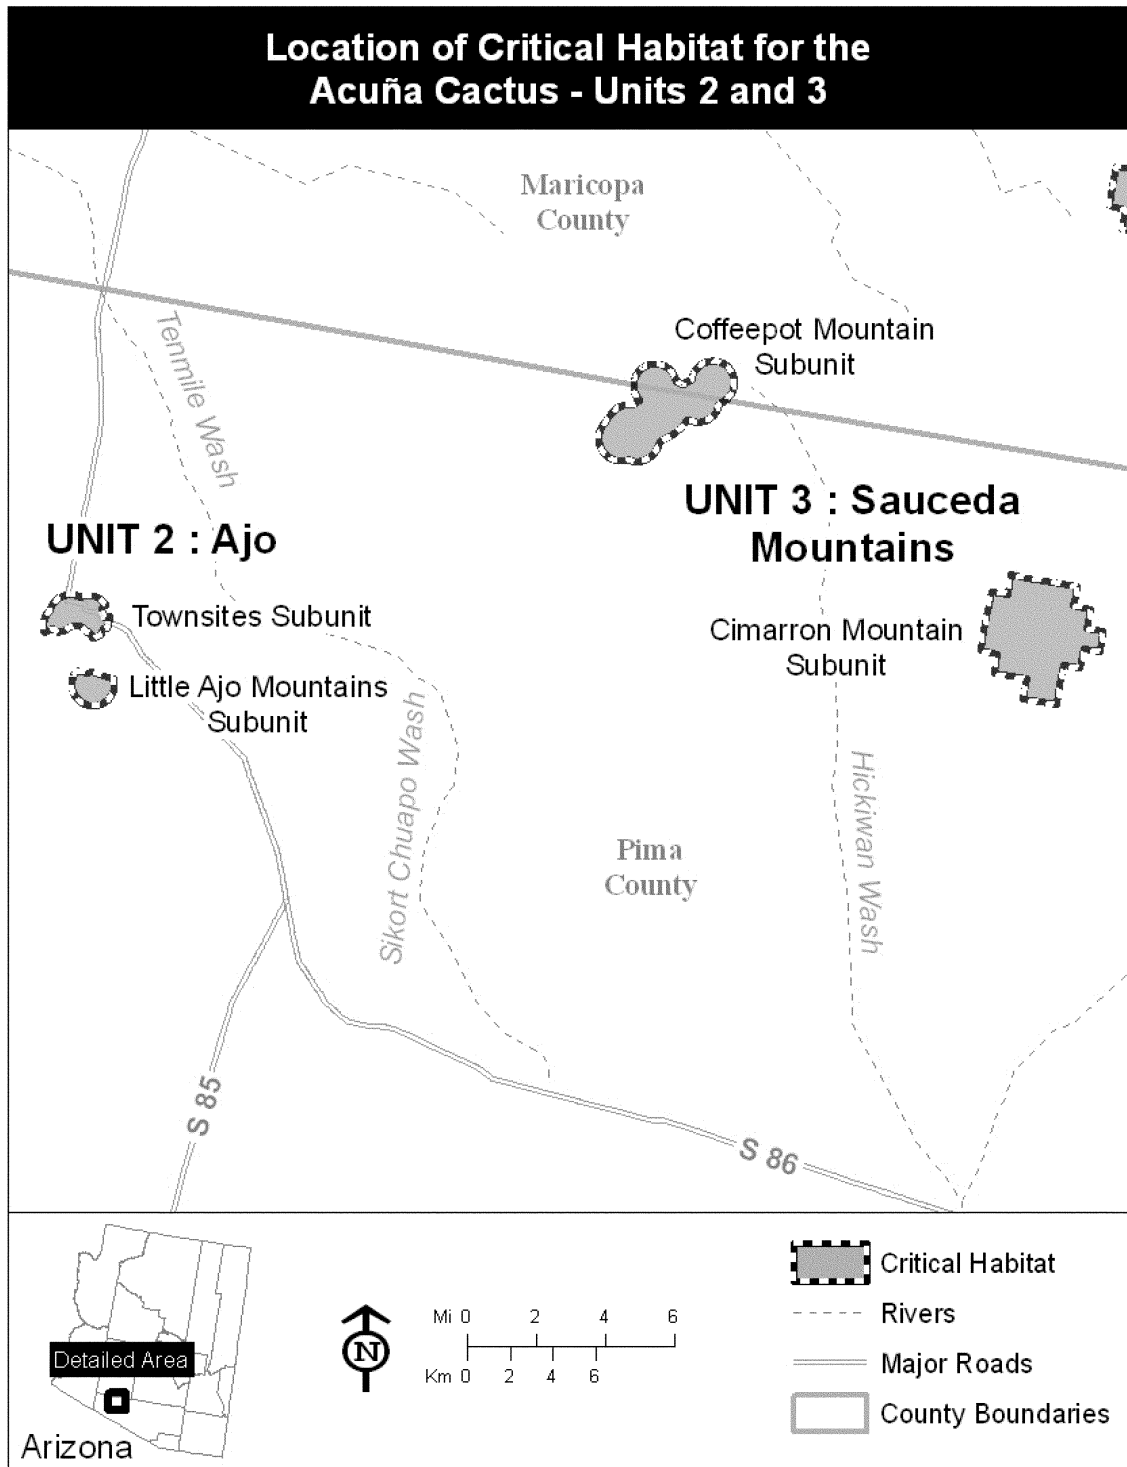 Location of Critical Habitat for the
Acuña Cactus - Units 2 and 3
Maricopa
County
Coffeepot Mountain
Subunit
Tenmile Wash
UNIT 3 : Sauceda
Mountains
UNIT 2 : Ajo
Townsites Subunit
Cimarron Mountain
Subunit
Little Ajo Mountains
Subunit
Sikort Chuapo Wash
Hickiwan Wash
Pima
County
S 85
S 86
Detailed Area
Arizona
N
Mi 0 2 4 6
Km 0 2 4 6
Critical Habitat
Rivers
Major Roads
County Boundaries